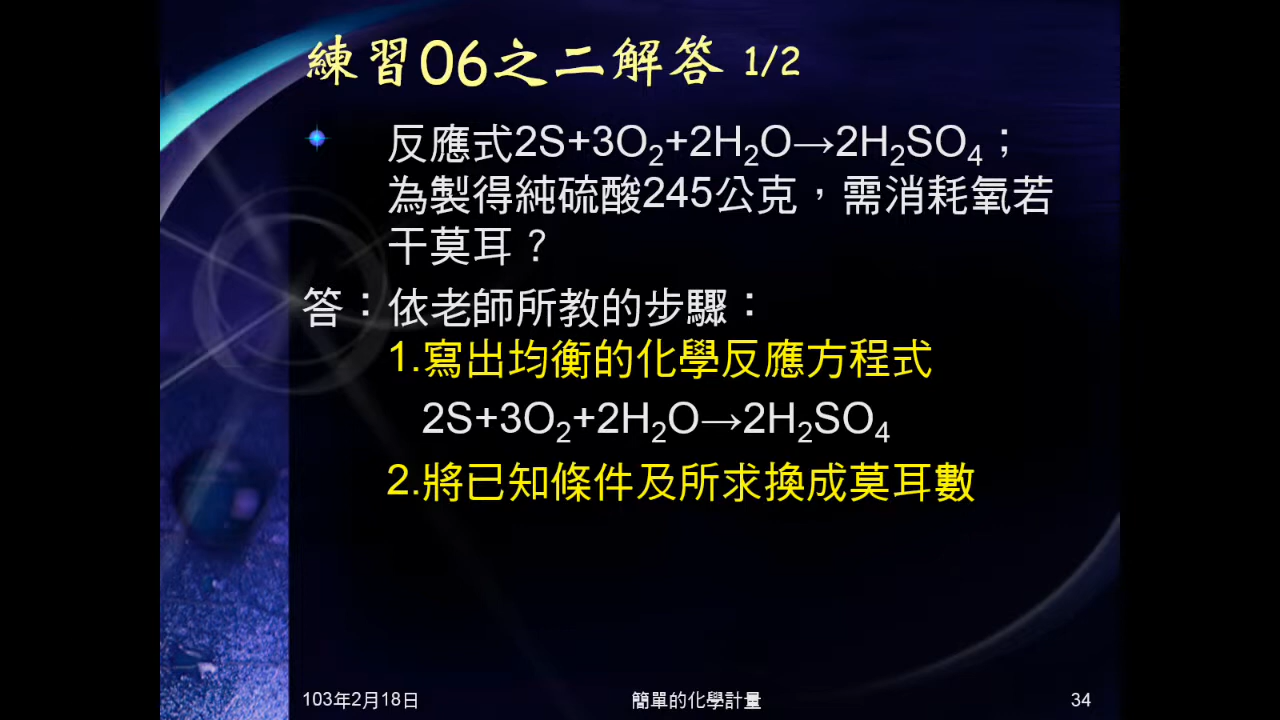 練習06之二解答 1/2
反應式2S+3O₂+2H₂O→2H₂SO₄；
為製得純硫酸245公克，需消耗氧若
干莫耳？
答：依老師所教的步驟：
1.寫出均衡的化學反應方程式
2S+3O₂+2H₂O→2H₂SO₄
2.將已知條件及所求換成莫耳數
103年2月18日
簡單的化學計量
34